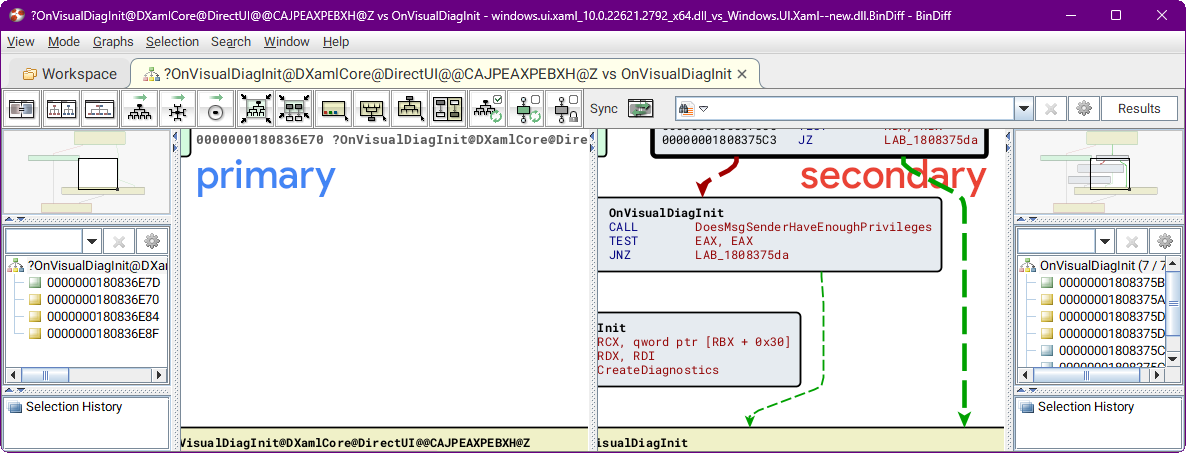 ?OnVisualDiagInit@DXamlCore@DirectUI@@CAJPEAXPEBXH@Z vs OnVisualDiagInit - windows.ui.xaml_10.0.22621.2792_x64.dll_vs_Windows.UI.Xaml--new.dll.BinDiff - BinDiff
View Mode Graphs Selection Search Window Help
Workspace
?OnVisualDiagInit@DXamlCore@DirectUI@@CAJPEAXPEBXH@Z vs OnVisualDiagInit
Sync
Results
0000000180836E70 ?OnVisualDiagInit@DXamlCore@Dire
primary
00000001808375C3 JZ LAB_1808375da
secondary
OnVisualDiagInit
CALL DoesMsgSenderHaveEnoughPrivileges
TEST EAX, EAX
JNZ LAB_1808375da
Init
RCX, qword ptr [RBX + 0x30]
RDX, RDI
CreateDiagnostics
VisualDiagInit@DXamlCore@DirectUI@@CAJPEAXPEBXH@Z
isualDiagInit
?OnVisualDiagInit@DXa
0000000180836E7D
0000000180836E70
0000000180836E84
0000000180836E8F
Selection History
OnVisualDiagInit (7 / 7
00000001808375B
00000001808375A
00000001808375D
00000001808375D
00000001808375C
Selection History